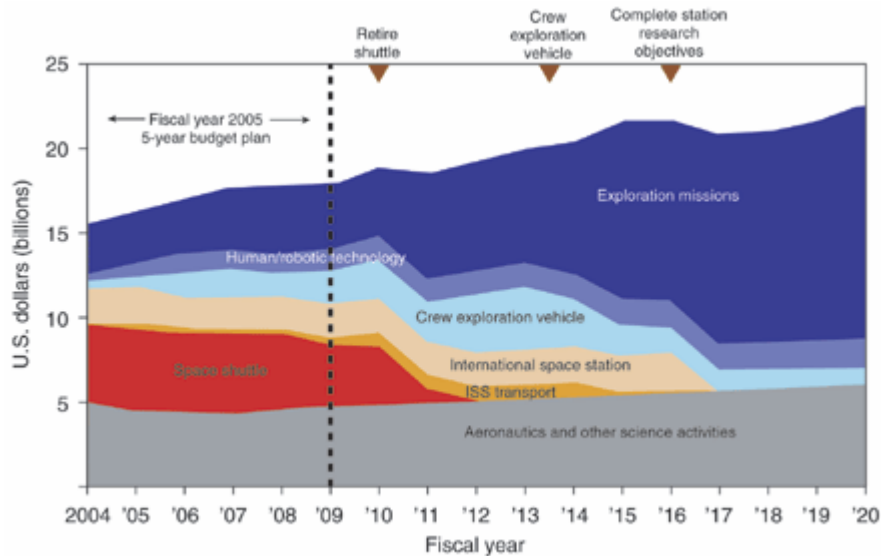 Retire
shuttle
Crew
exploration
vehicle
Complete station
research
objectives
25
20
15
10
5
U.S. dollars (billions)
Fiscal year 2005
5-year budget plan
Exploration missions
Human/robotic technology
Crew exploration vehicle
International space station
Space shuttle
ISS transport
Aeronautics and other science activities
2004 '05 '06 '07 '08 '09 '10 '11 '12 '13 '14 '15 '16 '17 '18 '19 '20
Fiscal year